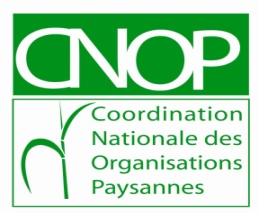 CNOP
Coordination
Nationale des
Organisations
Paysannes